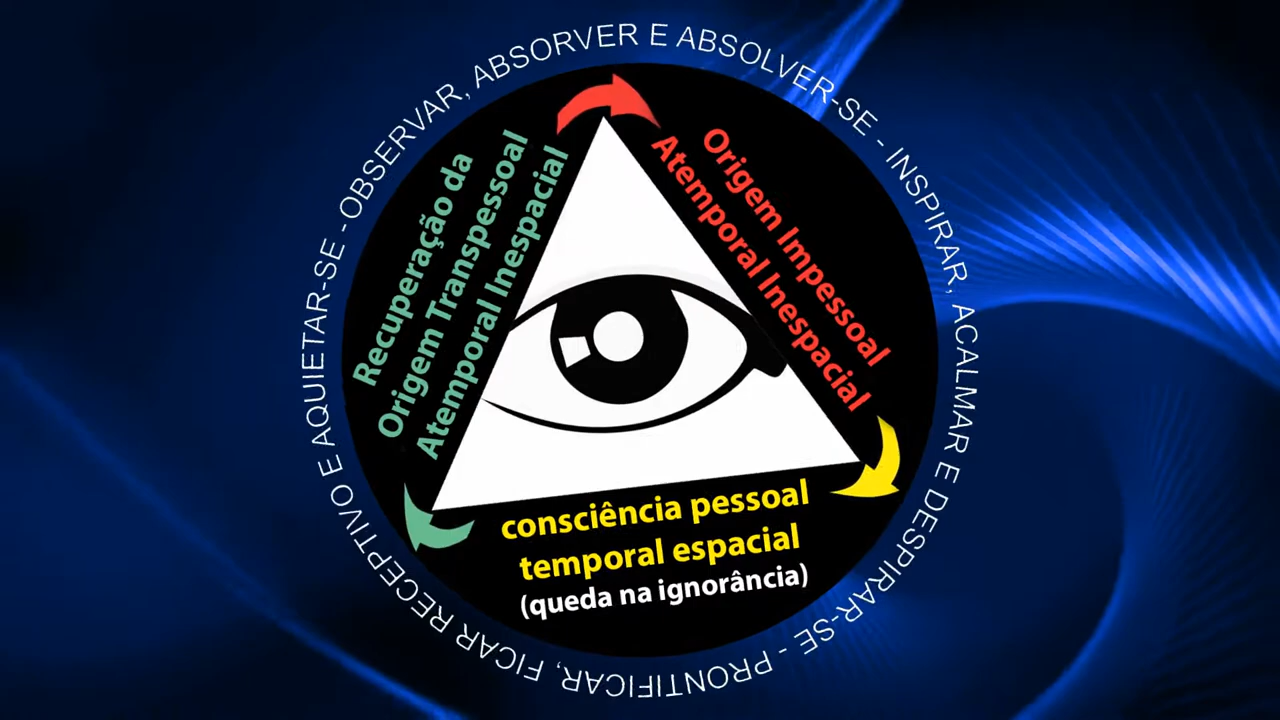 OBSERVAR, ABSORVER E ABSOLVER-SE - INSPIRAR, ACALMAR E DESPIRAR-SE - PRONTIFICAR, FICAR RECEPTIVO E AQUIETAR-SE -
Recuperação da
Origem Transpessoal
Atemporal Inespacial
Origem Impessoal
Atemporal Inespacial
consciência pessoal
temporal espacial
(queda na ignorância)